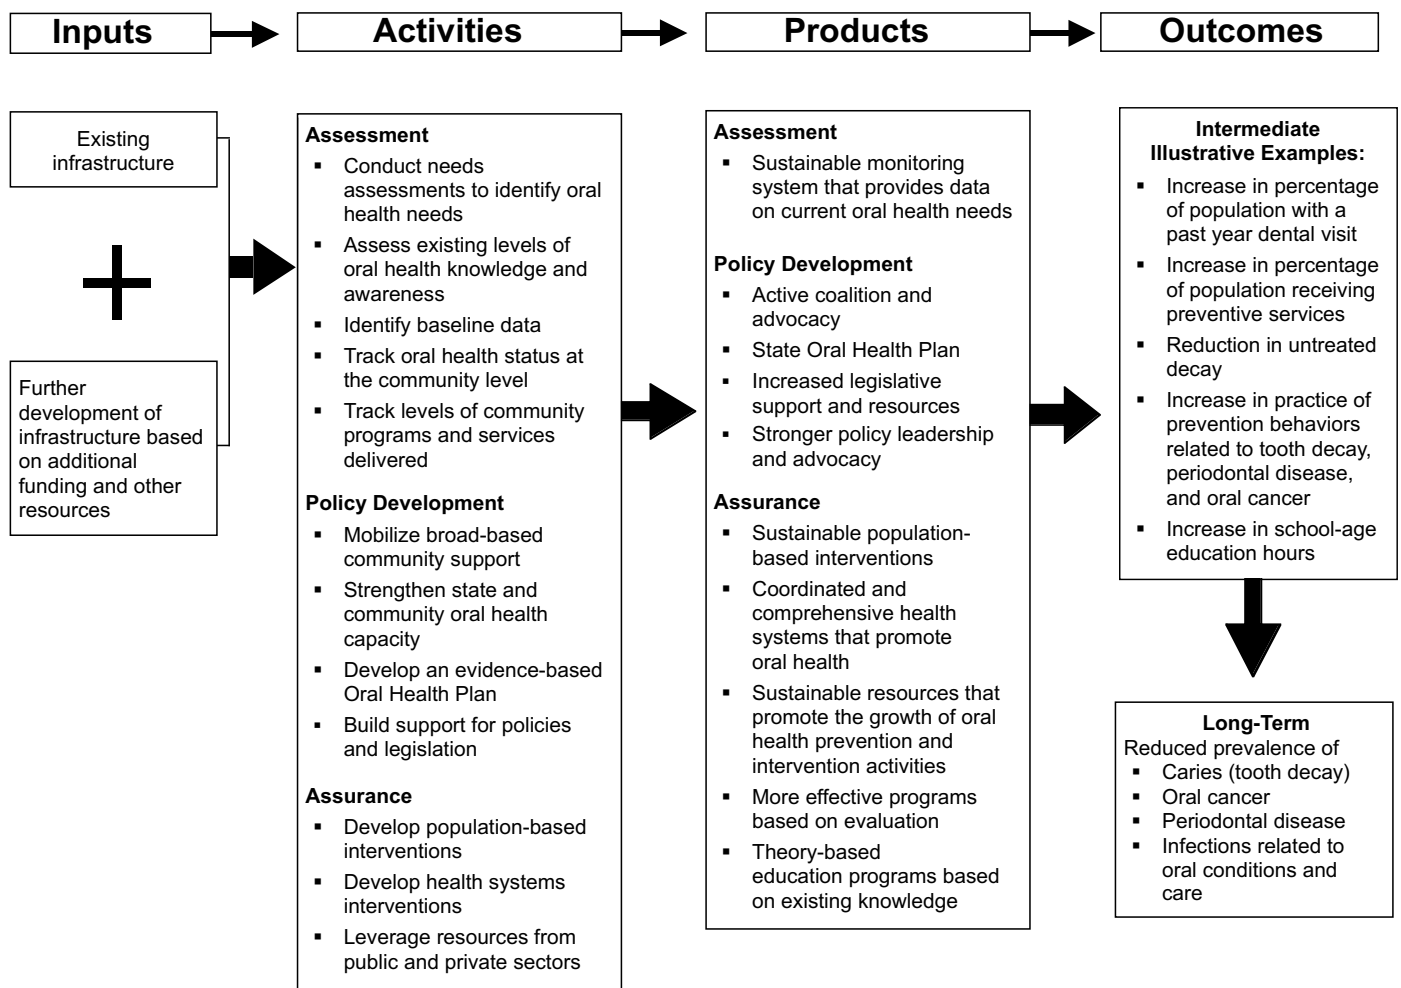 Inputs
Activities
Products
Outcomes
Existing
infrastructure
Further
development of
infrastructure based
on additional
funding and other
resources
Assessment
▪ Conduct needs
assessments to identify oral
health needs
▪ Assess existing levels of
oral health knowledge and
awareness
▪ Identify baseline data
▪ Track oral health status at
the community level
▪ Track levels of community
programs and services
delivered
Policy Development
▪ Mobilize broad-based
community support
▪ Strengthen state and
community oral health
capacity
▪ Develop an evidence-based
Oral Health Plan
▪ Build support for policies
and legislation
Assurance
▪ Develop population-based
interventions
▪ Develop health systems
interventions
▪ Leverage resources from
public and private sectors
Assessment
▪ Sustainable monitoring
system that provides data
on current oral health needs
Policy Development
▪ Active coalition and
advocacy
▪ State Oral Health Plan
▪ Increased legislative
support and resources
▪ Stronger policy leadership
and advocacy
Assurance
▪ Sustainable population-
based interventions
▪ Coordinated and
comprehensive health
systems that promote
oral health
▪ Sustainable resources that
promote the growth of oral
health prevention and
intervention activities
▪ More effective programs
based on evaluation
▪ Theory-based
education programs based
on existing knowledge
Intermediate
Illustrative Examples:
▪ Increase in percentage
of population with a
past year dental visit
▪ Increase in percentage
of population receiving
preventive services
▪ Reduction in untreated
decay
▪ Increase in practice of
prevention behaviors
related to tooth decay,
periodontal disease,
and oral cancer
▪ Increase in school-age
education hours
Long-Term
Reduced prevalence of
▪ Caries (tooth decay)
▪ Oral cancer
▪ Periodontal disease
▪ Infections related to
oral conditions and
care